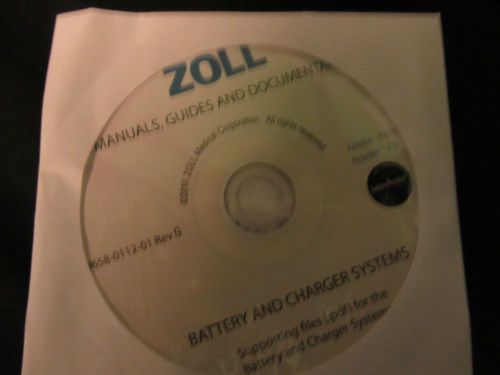 ZOLL
MANUALS, GUIDES AND DOCUMENTA
©2010 ZOLL Medical Corporation. All rights reserved.
9658-0112-01 Rev G
BATTERY AND CHARGER SYSTEMS
Supporting files (.pdf) for the
Battery and Charger System